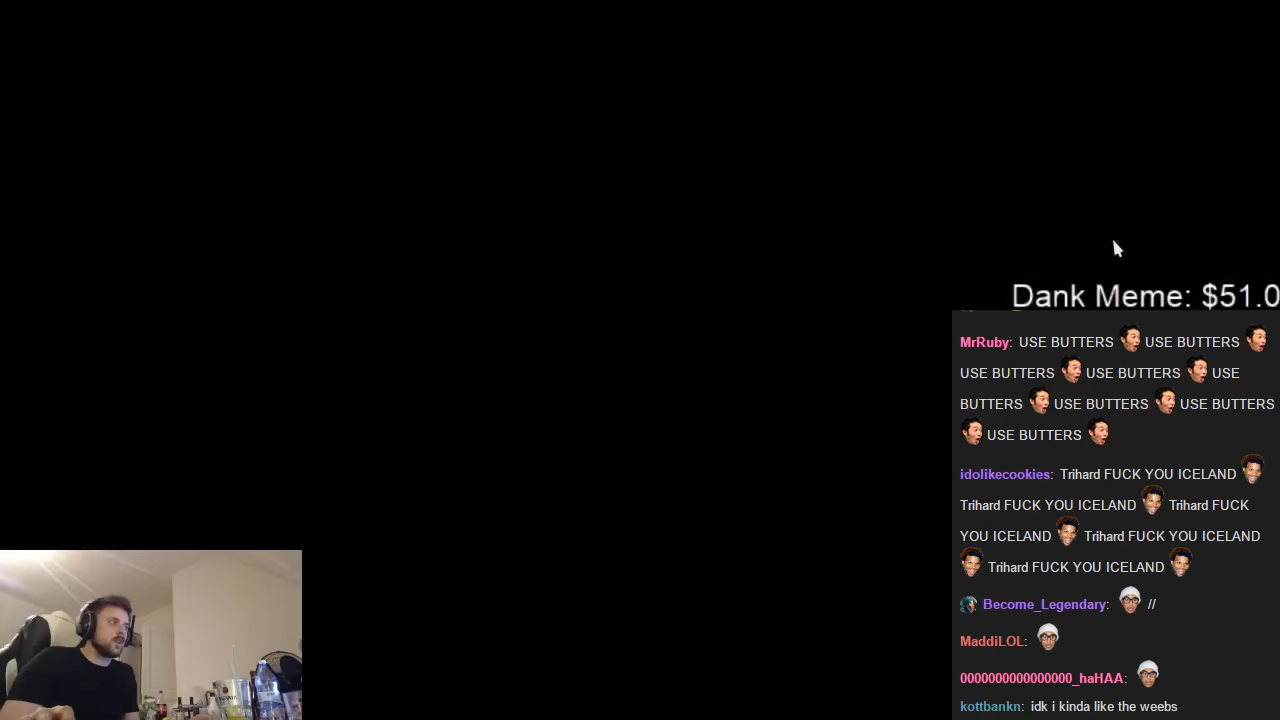 Dank Meme: $51.0
MrRuby: USE BUTTERS USE BUTTERS
USE BUTTERS USE BUTTERS USE
BUTTERS USE BUTTERS USE BUTTERS
USE BUTTERS
idolikecookies: Trihard FUCK YOU ICELAND
Trihard FUCK YOU ICELAND Trihard FUCK
YOU ICELAND Trihard FUCK YOU ICELAND
Trihard FUCK YOU ICELAND
Become_Legendary: //
MaddiLOL:
0000000000000000_haHAA:
kottbankn: idk i kinda like the weebs